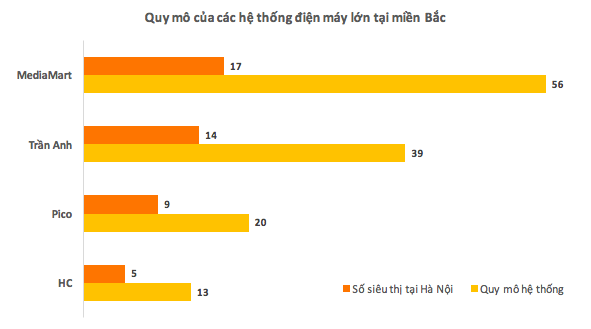 Quy mô của các hệ thống điện máy lớn tại miền Bắc
MediaMart
17
56
Trần Anh
14
39
Pico
9
20
HC
5
13
Số siêu thị tại Hà Nội
Quy mô hệ thống